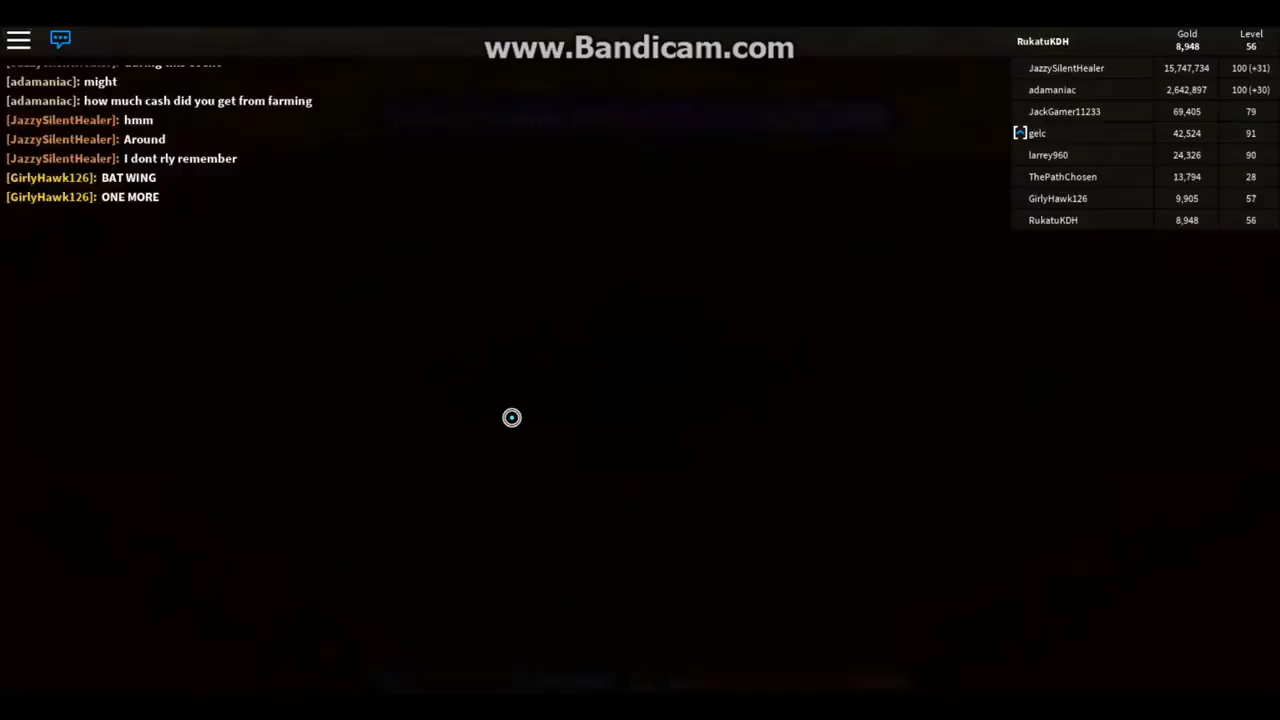 www.Bandicam.com
[adamaniac]: might
[adamaniac]: how much cash did you get from farming
[JazzySilentHealer]: hmm
[JazzySilentHealer]: Around
[JazzySilentHealer]: I dont rly remember
[GirlyHawk126]: BAT WING
[GirlyHawk126]: ONE MORE
Gold Level
RukatuKDH 8,948 56
JazzySilentHealer 15,747,734 100 (+31)
adamaniac 2,642,897 100 (+30)
JackGamer11233 69,405 79
gelc 42,524 91
larrey960 24,326 90
ThePathChosen 13,794 28
GirlyHawk126 9,905 57
RukatuKDH 8,948 56